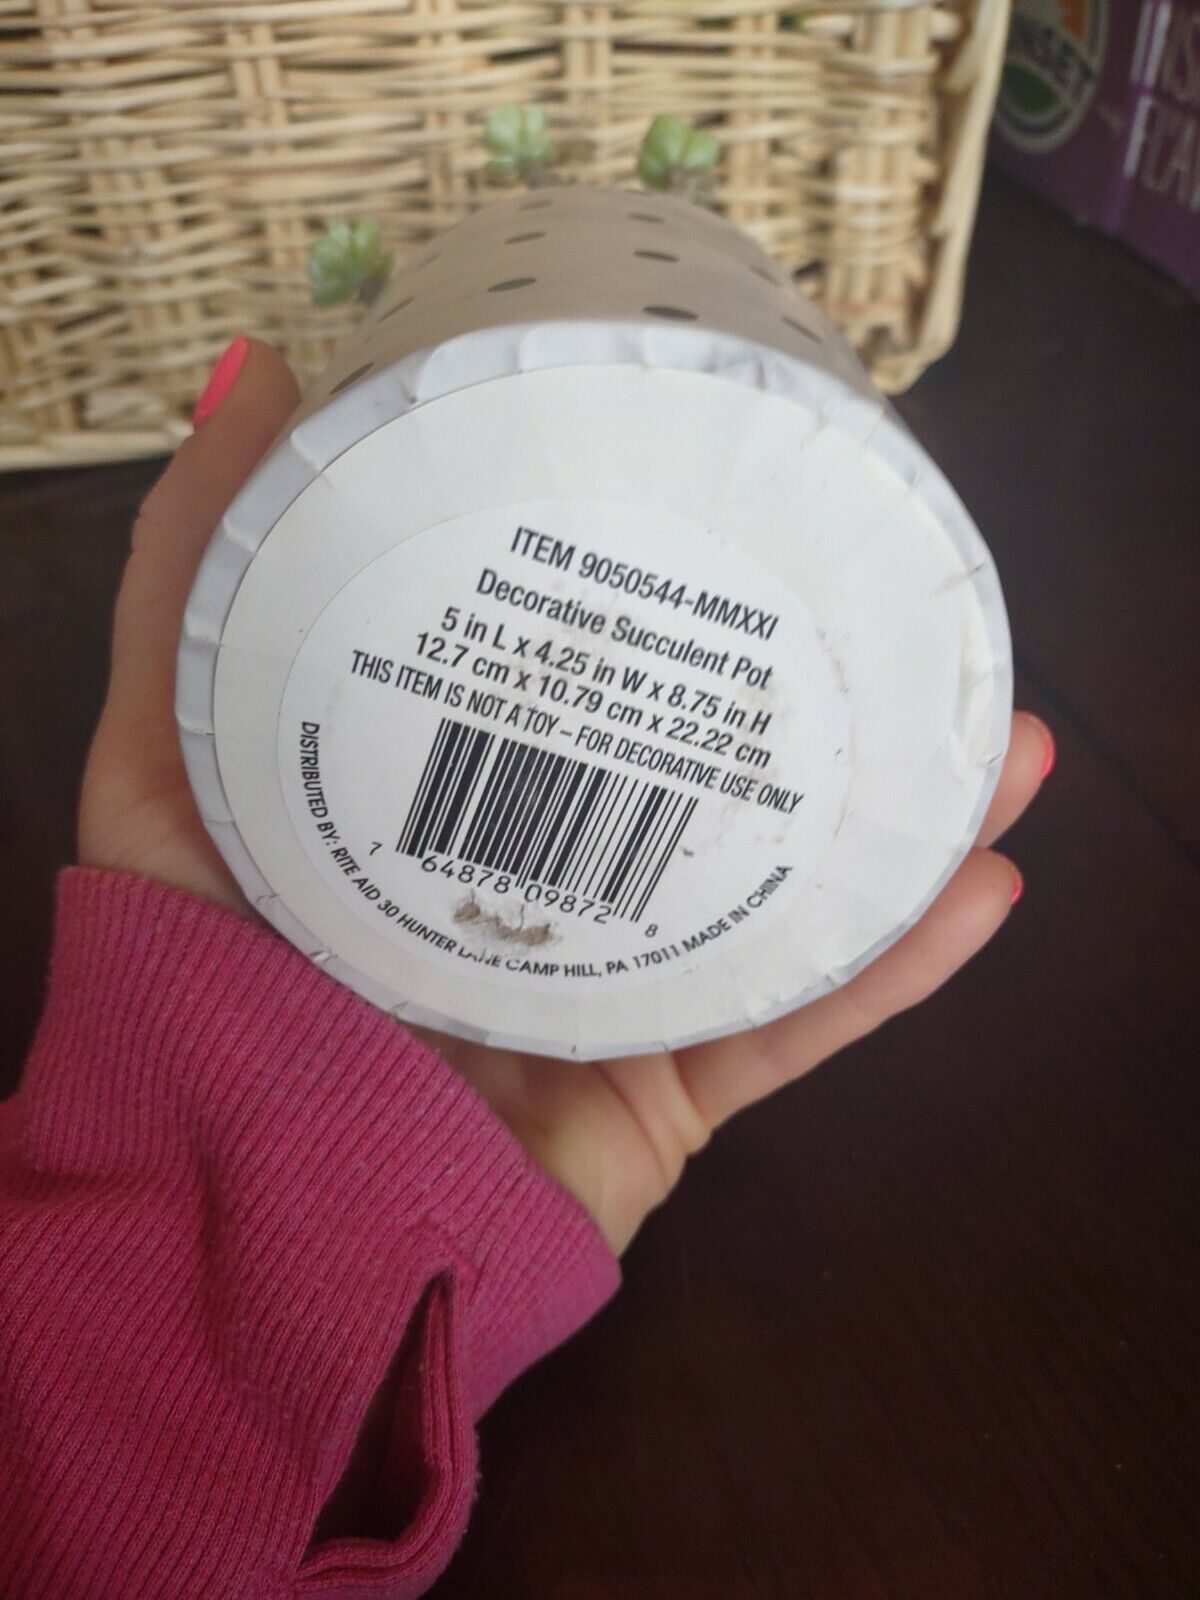 ITEM 9050544-MMXXI
Decorative Succulent Pot
5 in L x 4.25 in W x 8.75 in H
12.7 cm x 10.79 cm x 22.22 cm
THIS ITEM IS NOT A TOY – FOR DECORATIVE USE ONLY
7 64878 09872 8
DISTRIBUTED BY: RITE AID 30 HUNTER LANE CAMP HILL, PA 17011 MADE IN CHINA